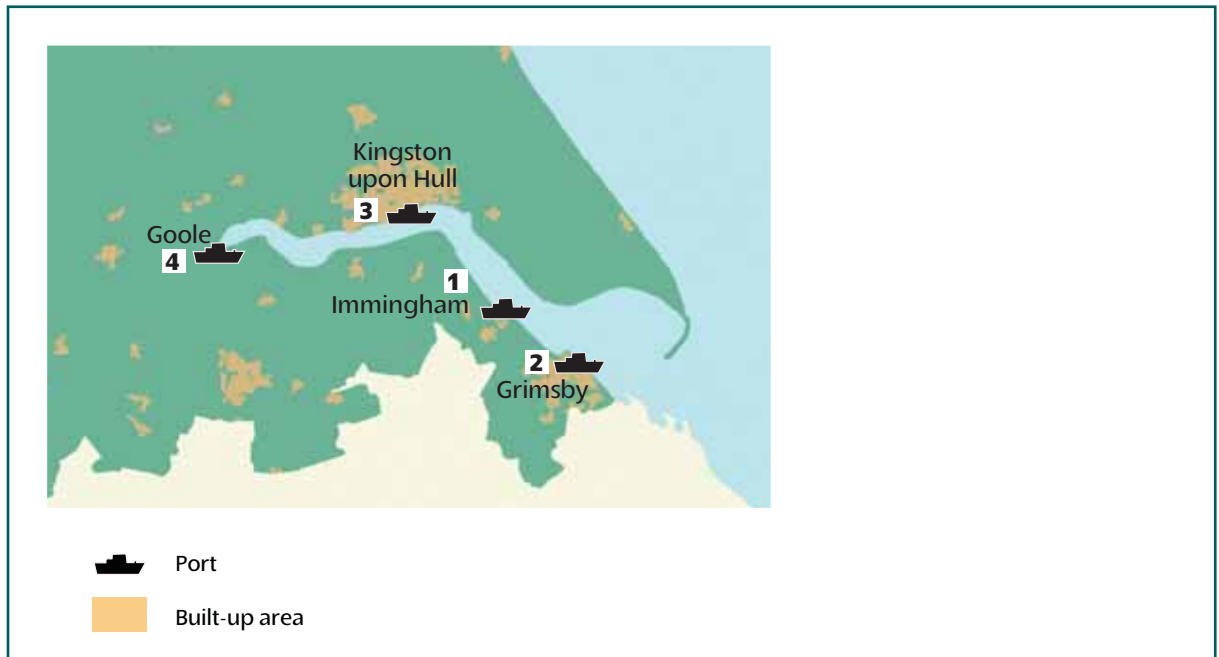 Kingston
upon Hull
3
Goole
4
1
Immingham
2
Grimsby
Port
Built-up area